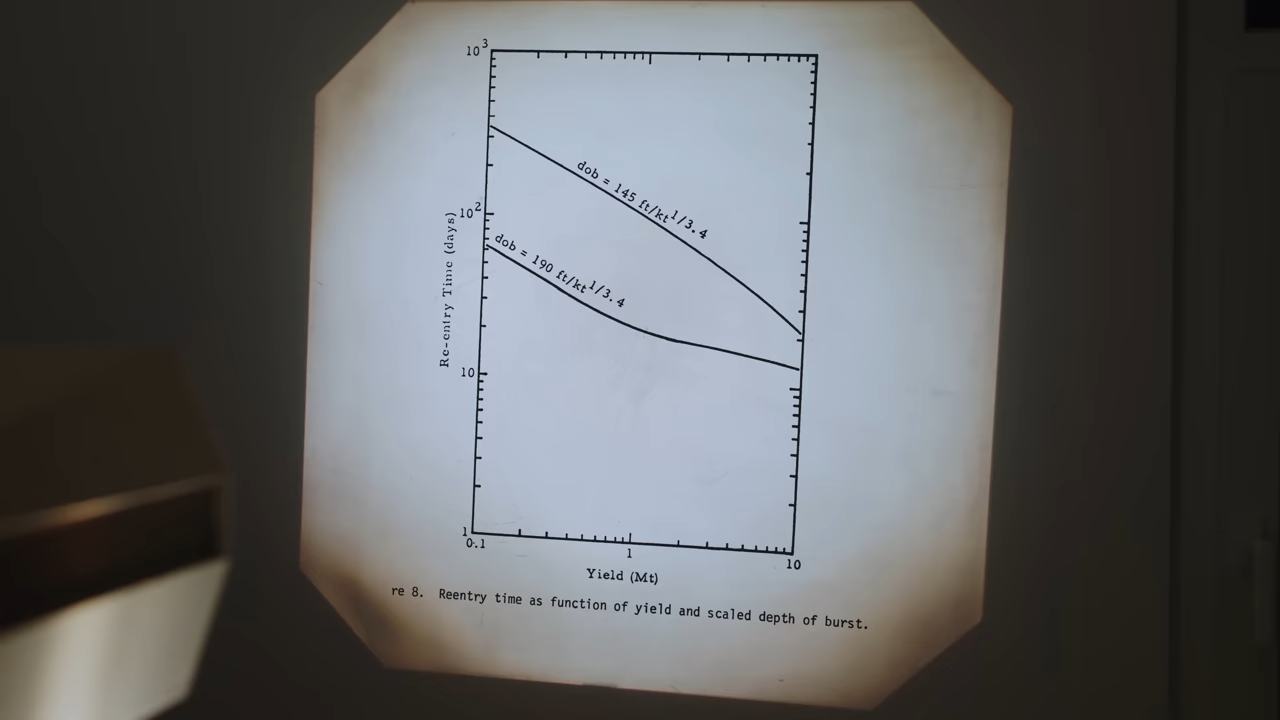 10³
dob = 145 ft/kt^1/3.4
10²
dob = 190 ft/kt^1/3.4
Re-entry Time (days)
10
1
0.1
1
10
Yield (Mt)
re 8. Reentry time as function of yield and scaled depth of burst.